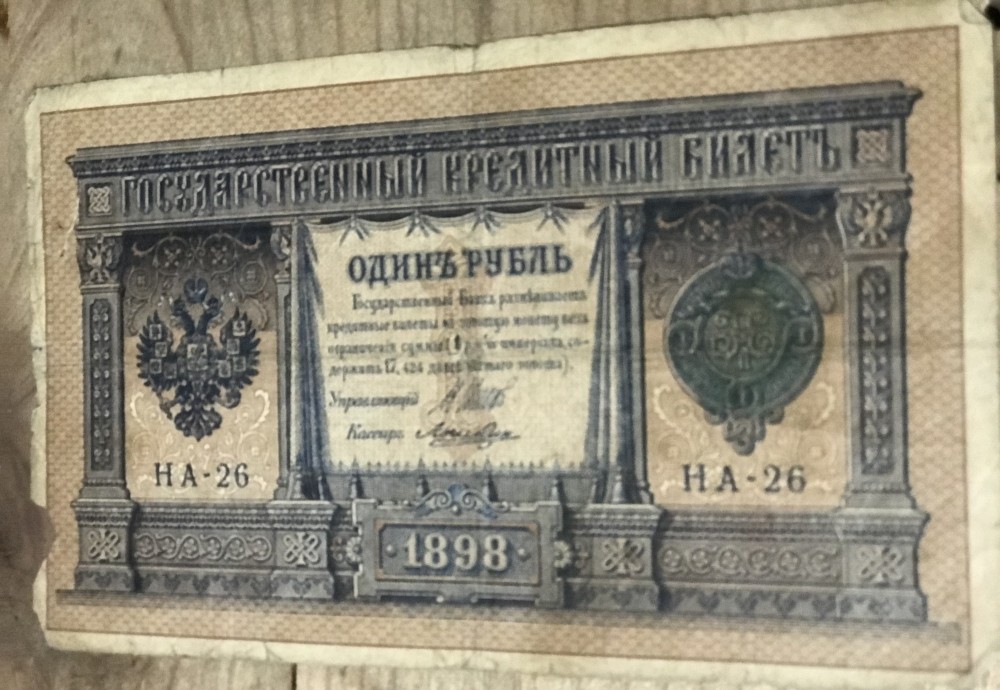 ГОСУДАРСТВЕННЫЙ КРЕДИТНЫЙ БИЛЕТЪ
ОДИНЪ РУБЛЬ
Государственный Банкъ размѣниваетъ
кредитные билеты на золотую монету безъ
ограниченія суммы (1 р. = 1/15 имперіала, со-
держитъ 17,424 долей чистаго золота).
Управляющій
Кассиръ
НА-26
НА-26
1898